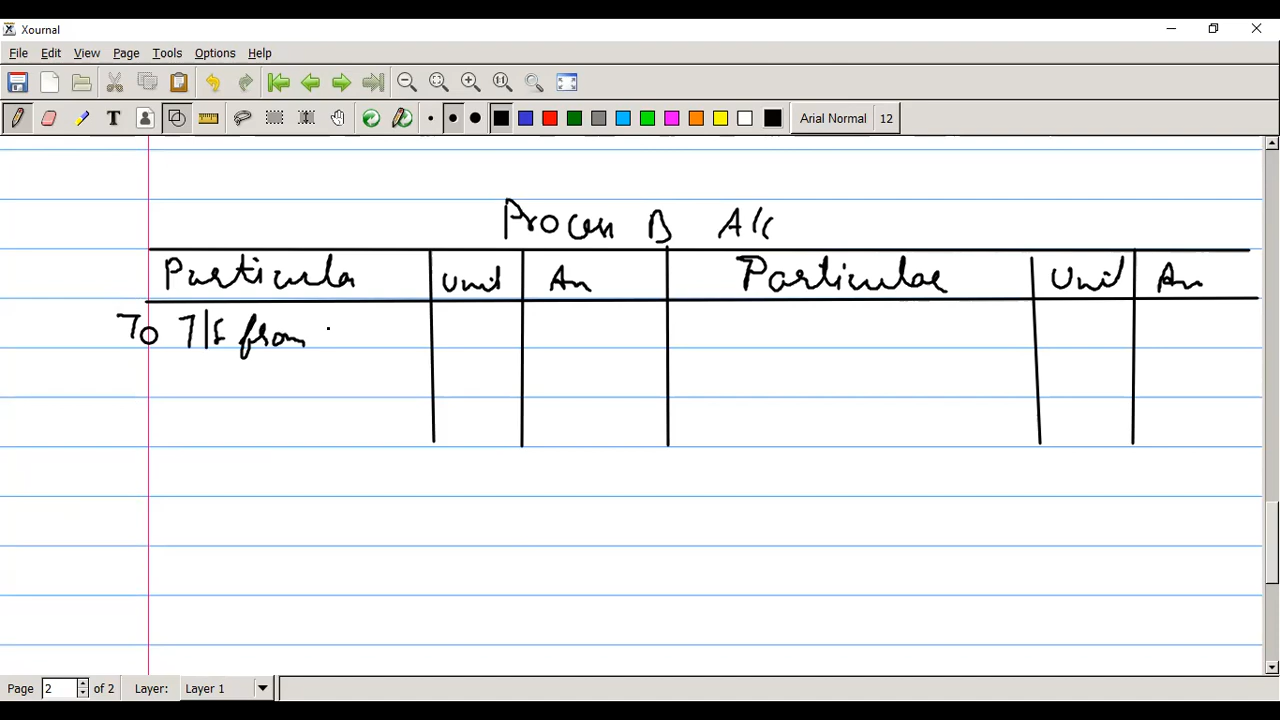 Xournal
File Edit View Page Tools Options Help
Arial Normal 12
Process B A/c
Particula Unit Am Particular Unit Am
To T/f from
Page 2 of 2 Layer: Layer 1